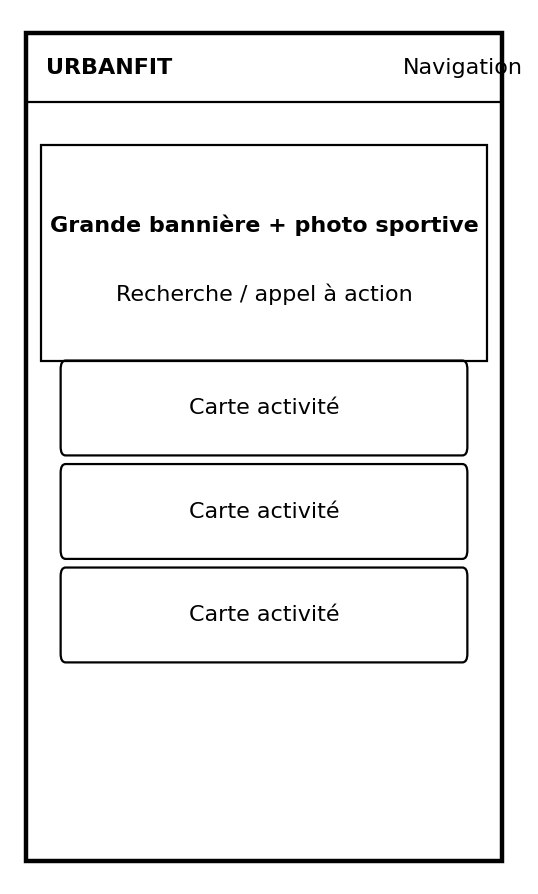 URBANFIT Navigation
Grande bannière + photo sportive
Recherche / appel à action
Carte activité
Carte activité
Carte activité